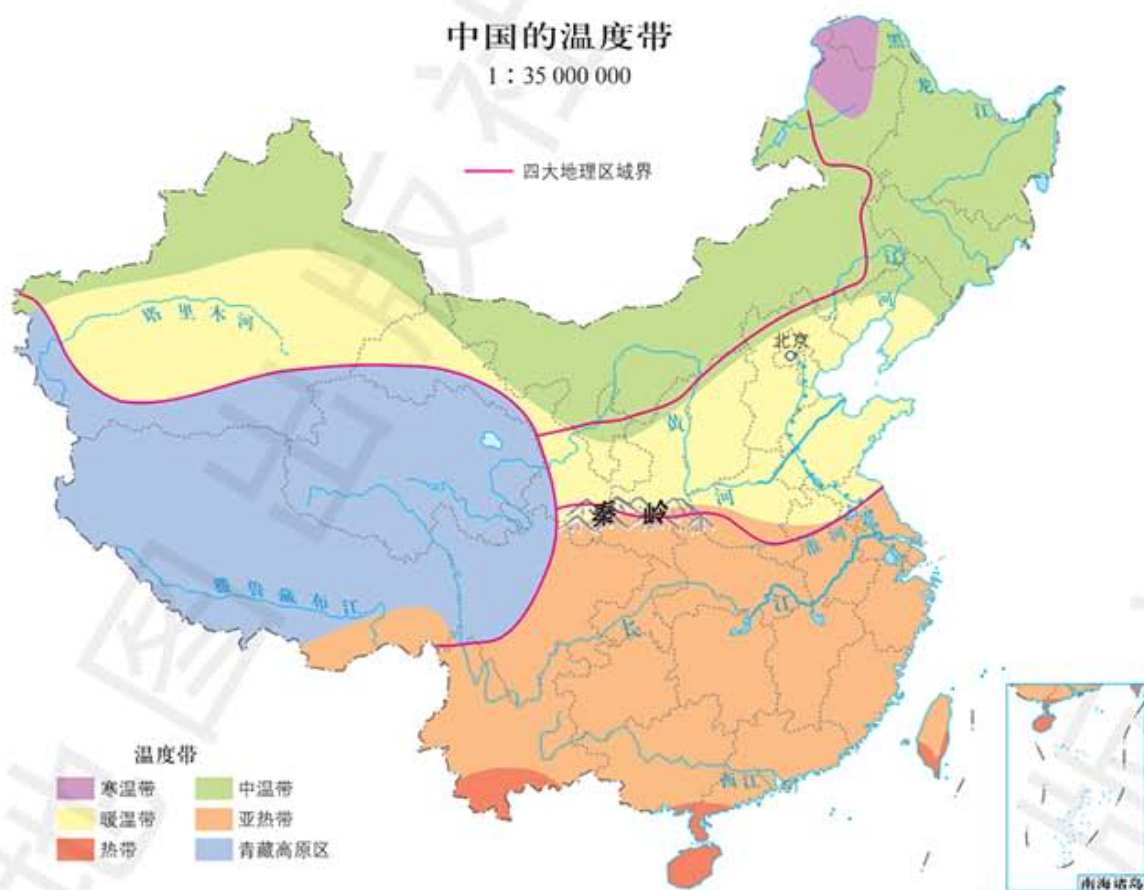 中国的温度带
1：35 000 000
四大地理区域界
黑龙江
辽河
塔里木河
北京
黄河
秦岭
淮河
雅鲁藏布江
长江
西江
温度带
寒温带
中温带
暖温带
亚热带
热带
青藏高原区
南海诸岛